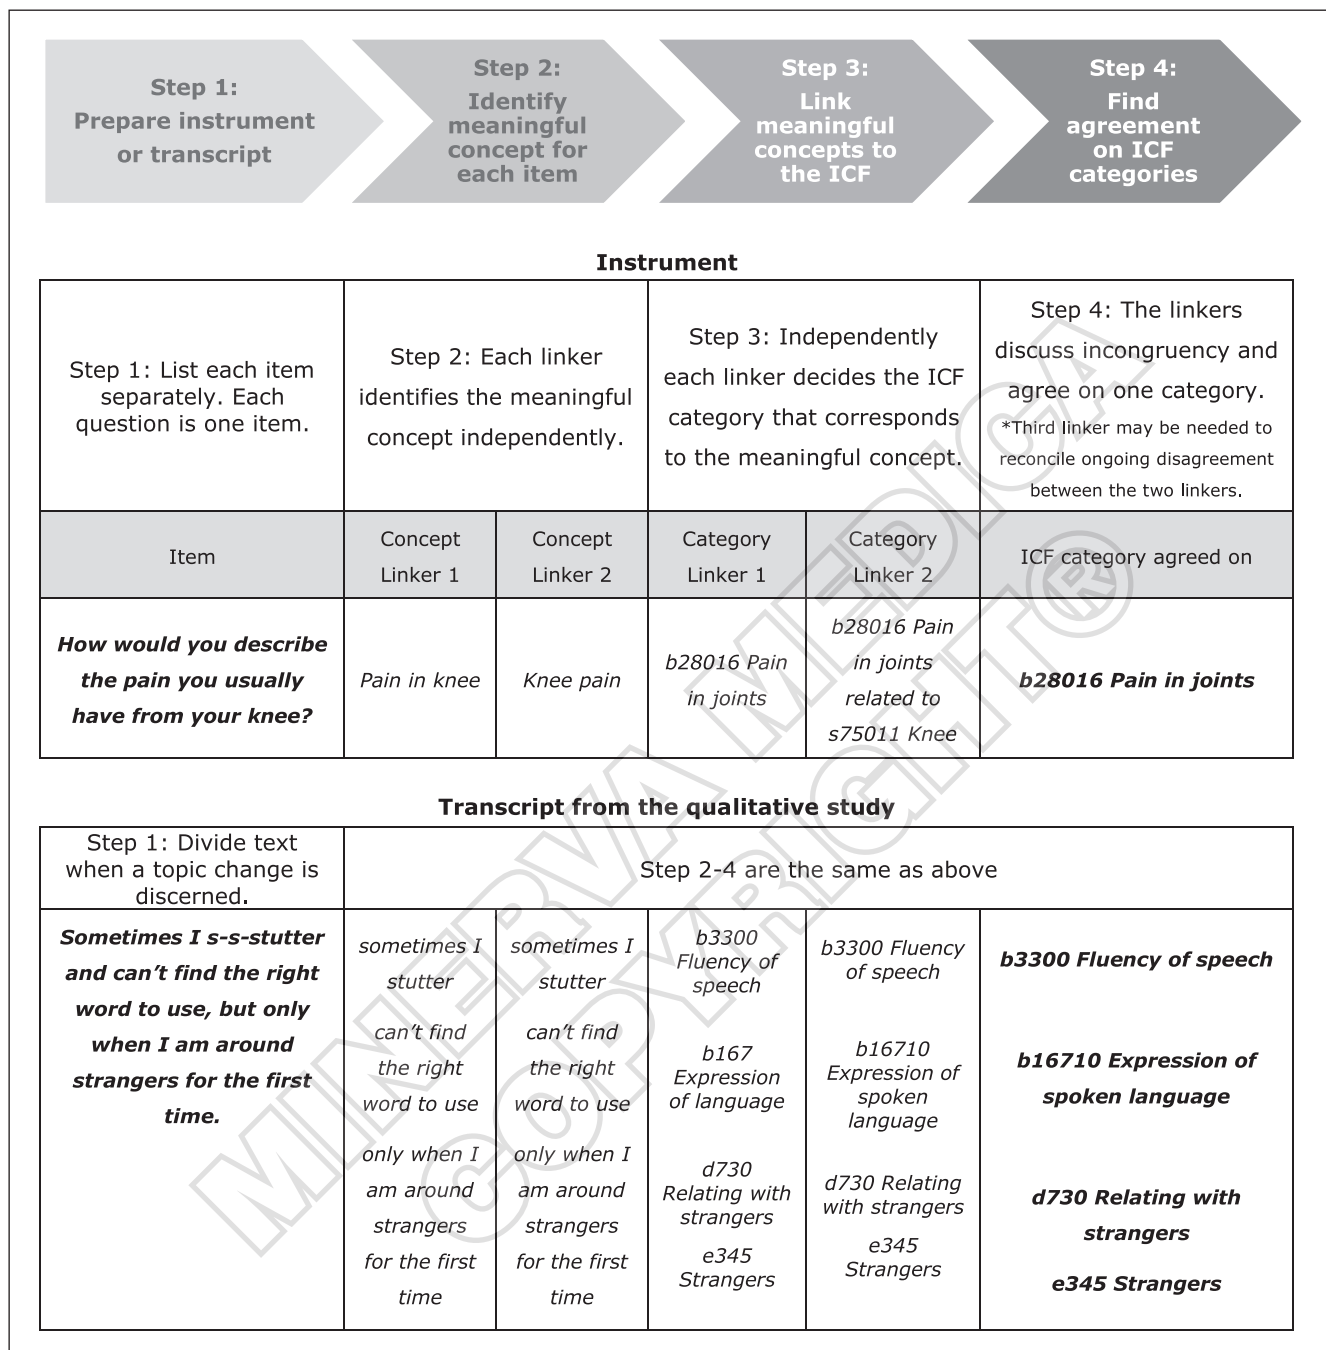 Step 1:
Prepare instrument
or transcript
Step 2:
Identify
meaningful
concept for
each item
Step 3:
Link
meaningful
concepts to
the ICF
Step 4:
Find
agreement
on ICF
categories
Instrument
Step 1: List each item
separately. Each
question is one item.
Step 2: Each linker
identifies the meaningful
concept independently.
Step 3: Independently
each linker decides the ICF
category that corresponds
to the meaningful concept.
Step 4: The linkers
discuss incongruency and
agree on one category.
*Third linker may be needed to
reconcile ongoing disagreement
between the two linkers.
Item
Concept
Linker 1
Concept
Linker 2
Category
Linker 1
Category
Linker 2
ICF category agreed on
How would you describe
the pain you usually
have from your knee?
Pain in knee
Knee pain
b28016 Pain
in joints
b28016 Pain
in joints
related to
s75011 Knee
b28016 Pain in joints
Transcript from the qualitative study
Step 1: Divide text
when a topic change is
discerned.
Step 2-4 are the same as above
Sometimes I s-s-stutter
and can’t find the right
word to use, but only
when I am around
strangers for the first
time.
sometimes I
stutter
can’t find
the right
word to use
only when I
am around
strangers
for the first
time
sometimes I
stutter
can’t find
the right
word to use
only when I
am around
strangers
for the first
time
b3300
Fluency of
speech
b167
Expression
of language
d730
Relating with
strangers
e345
Strangers
b3300 Fluency
of speech
b16710
Expression of
spoken
language
d730 Relating
with strangers
e345
Strangers
b3300 Fluency of speech
b16710 Expression of
spoken language
d730 Relating with
strangers
e345 Strangers
MINERVA MEDICA
COPYRIGHT®